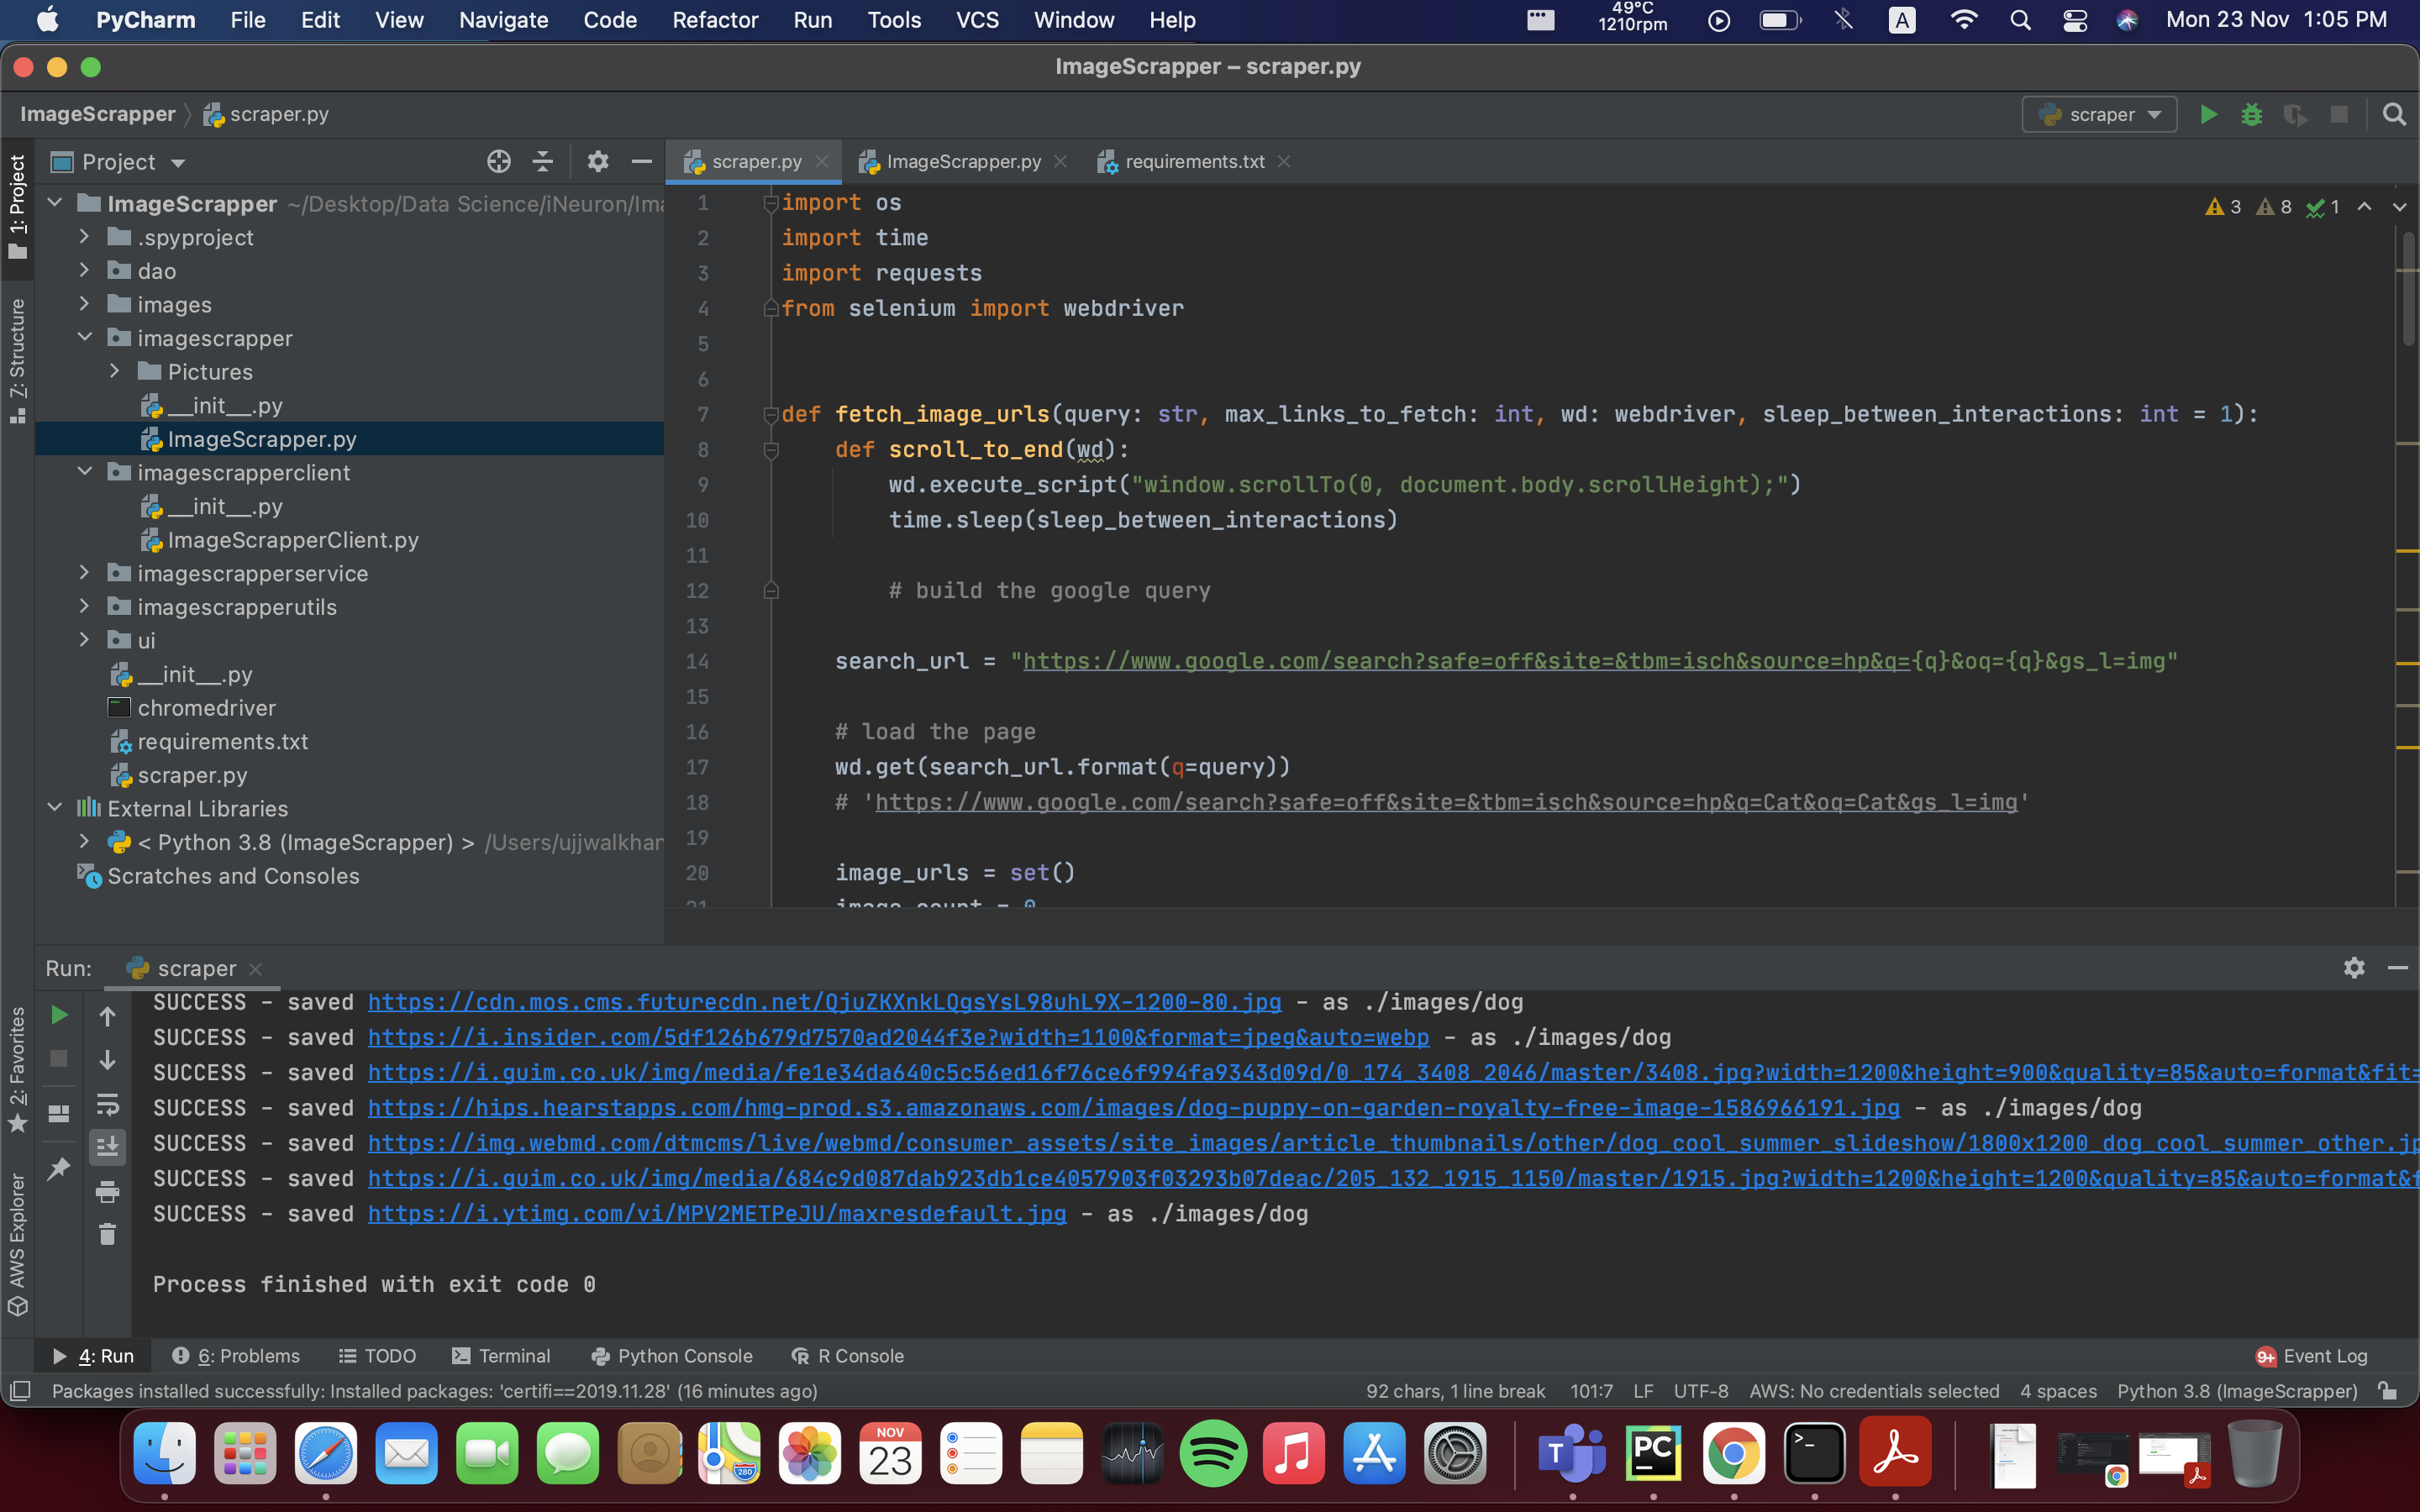 PyCharm File Edit View Navigate Code Refactor Run Tools VCS Window Help 49°C 1210rpm A Mon 23 Nov 1:05 PM
ImageScrapper – scraper.py
ImageScrapper scraper.py scraper
1: Project
7: Structure
2: Favorites
AWS Explorer
Project
ImageScrapper ~/Desktop/Data Science/iNeuron/Ima
.spyproject
dao
images
imagescrapper
Pictures
__init__.py
ImageScrapper.py
imagescrapperclient
__init__.py
ImageScrapperClient.py
imagescrapperservice
imagescrapperutils
ui
__init__.py
chromedriver
requirements.txt
scraper.py
External Libraries
< Python 3.8 (ImageScrapper) > /Users/ujjwalkhan
Scratches and Consoles
scraper.py ImageScrapper.py requirements.txt
3 8 1
1 import os
2 import time
3 import requests
4 from selenium import webdriver
5
6
7 def fetch_image_urls(query: str, max_links_to_fetch: int, wd: webdriver, sleep_between_interactions: int = 1):
8 def scroll_to_end(wd):
9 wd.execute_script("window.scrollTo(0, document.body.scrollHeight);")
10 time.sleep(sleep_between_interactions)
11
12 # build the google query
13
14 search_url = "https://www.google.com/search?safe=off&site=&tbm=isch&source=hp&q={q}&oq={q}&gs_l=img"
15
16 # load the page
17 wd.get(search_url.format(q=query))
18 # 'https://www.google.com/search?safe=off&site=&tbm=isch&source=hp&q=Cat&oq=Cat&gs_l=img'
19
20 image_urls = set()
21 image_count = 0
Run: scraper
SUCCESS - saved https://cdn.mos.cms.futurecdn.net/QjuZKXnkLQgsYsL98uhL9X-1200-80.jpg - as ./images/dog
SUCCESS - saved https://i.insider.com/5df126b679d7570ad2044f3e?width=1100&format=jpeg&auto=webp - as ./images/dog
SUCCESS - saved https://i.guim.co.uk/img/media/fe1e34da640c5c56ed16f76ce6f994fa9343d09d/0_174_3408_2046/master/3408.jpg?width=1200&height=900&quality=85&auto=format&fit=
SUCCESS - saved https://hips.hearstapps.com/hmg-prod.s3.amazonaws.com/images/dog-puppy-on-garden-royalty-free-image-1586966191.jpg - as ./images/dog
SUCCESS - saved https://img.webmd.com/dtmcms/live/webmd/consumer_assets/site_images/article_thumbnails/other/dog_cool_summer_slideshow/1800x1200_dog_cool_summer_other.jp
SUCCESS - saved https://i.guim.co.uk/img/media/684c9d087dab923db1ce4057903f03293b07deac/205_132_1915_1150/master/1915.jpg?width=1200&height=1200&quality=85&auto=format&f
SUCCESS - saved https://i.ytimg.com/vi/MPV2METPeJU/maxresdefault.jpg - as ./images/dog
Process finished with exit code 0
4: Run 6: Problems TODO Terminal Python Console R Console 9+ Event Log
Packages installed successfully: Installed packages: 'certifi==2019.11.28' (16 minutes ago) 92 chars, 1 line break 101:7 LF UTF-8 AWS: No credentials selected 4 spaces Python 3.8 (ImageScrapper)
NOV
23
280
T
PC
>_